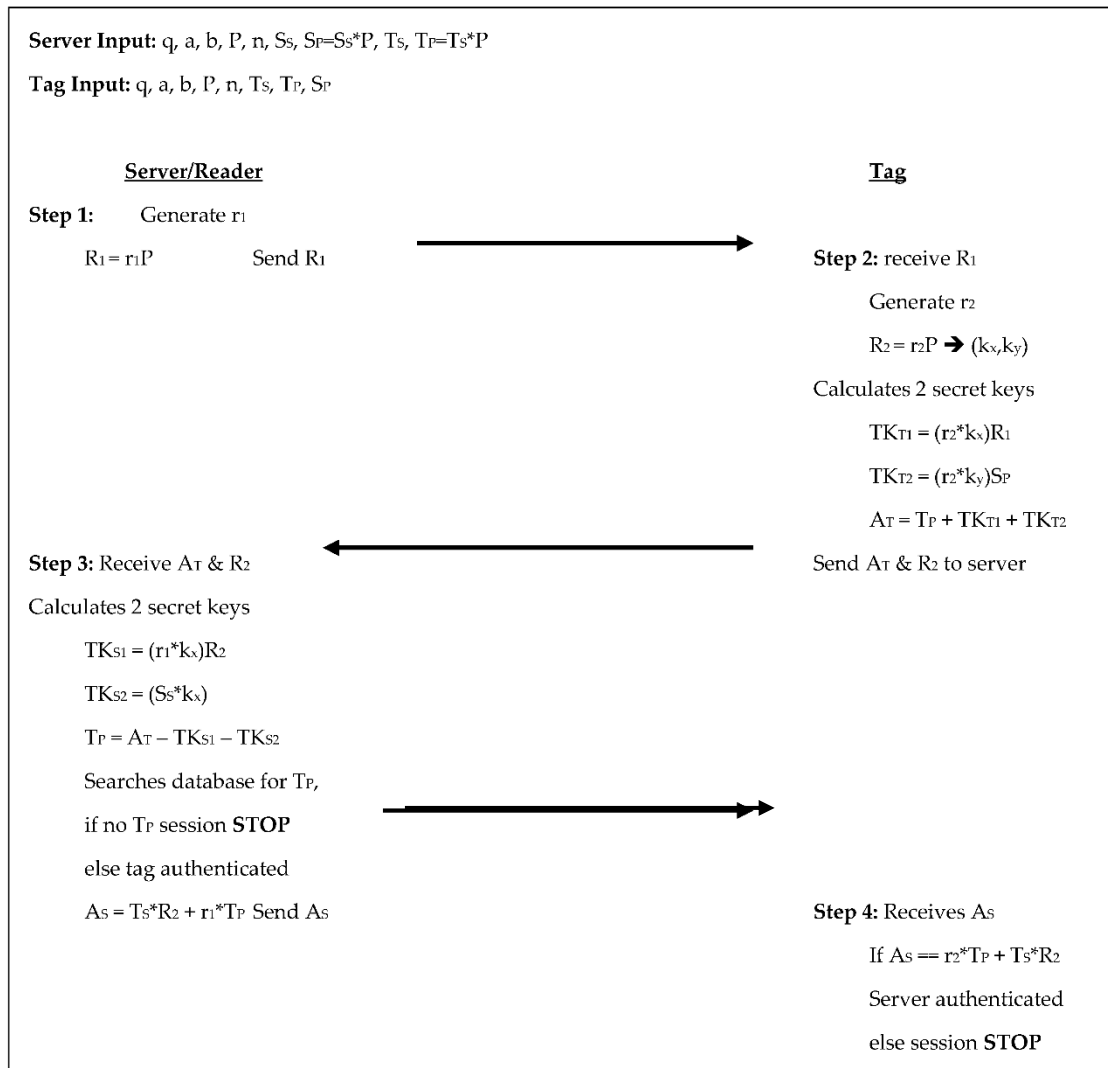 Server Input: q, a, b, P, n, SS, SP=SS*P, TS, TP=TS*P
Tag Input: q, a, b, P, n, TS, TP, SP
Server/Reader
Tag
Step 1: Generate r1
R1 = r1P Send R1
Step 2: receive R1
Generate r2
R2 = r2P ➔ (kx,ky)
Calculates 2 secret keys
TKT1 = (r2*kx)R1
TKT2 = (r2*ky)SP
AT = TP + TKT1 + TKT2
Send AT & R2 to server
Step 3: Receive AT & R2
Calculates 2 secret keys
TKS1 = (r1*kx)R2
TKS2 = (SS*kx)
TP = AT – TKS1 – TKS2
Searches database for TP,
if no TP session STOP
else tag authenticated
AS = TS*R2 + r1*TP Send AS
Step 4: Receives AS
If AS == r2*TP + TS*R2
Server authenticated
else session STOP